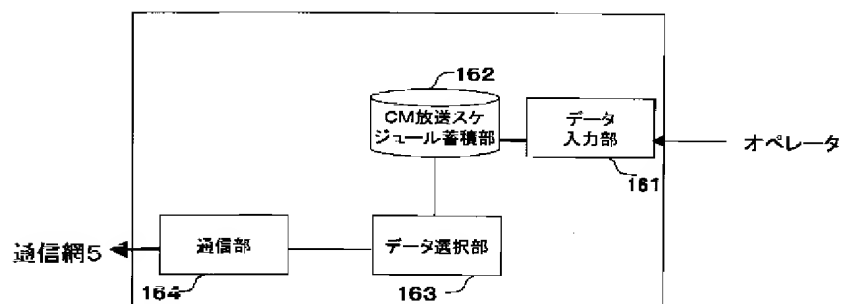 162
CM放送スケ
ジュール蓄積部
データ
入力部
オペレータ
161
通信網5
通信部
データ選択部
164
163